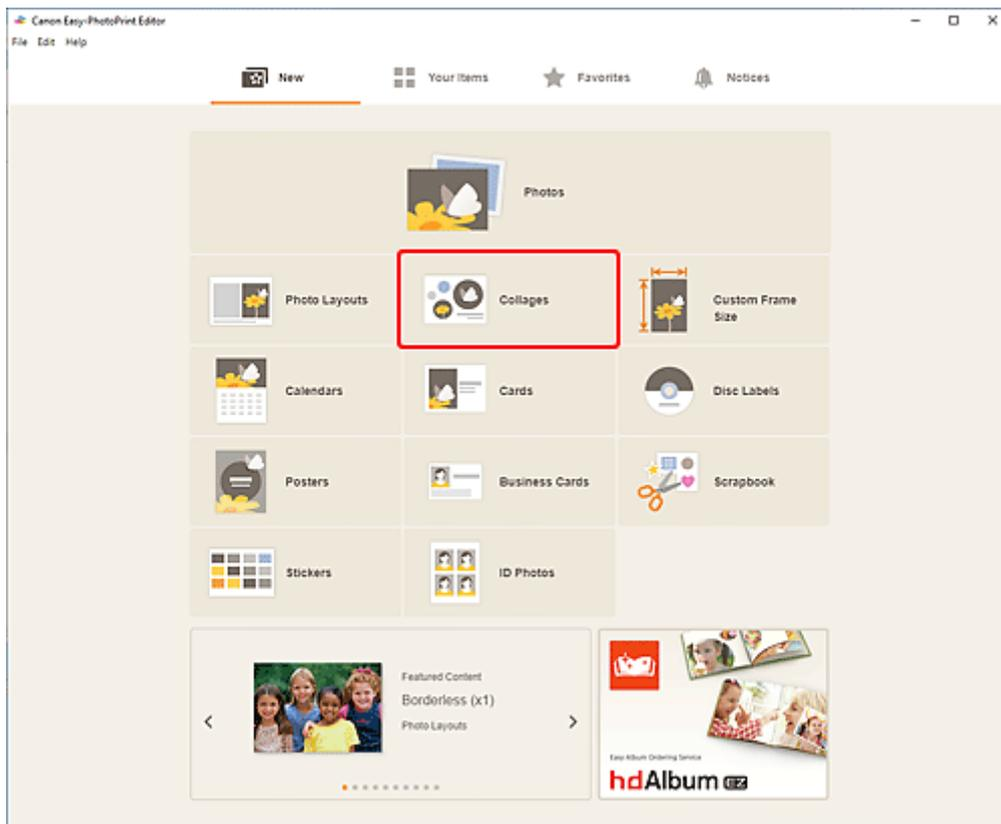 Canon Easy-PhotoPrint Editor
File Edit Help
New Your Items Favorites Notices
Photos
Photo Layouts
Collages
Custom Frame
Size
Calendars
Cards
Disc Labels
Posters
Business Cards
Scrapbook
Stickers
ID Photos
Featured Content
Borderless (x1)
Photo Layouts
Easy Album Ordering Service
hdAlbum EZ